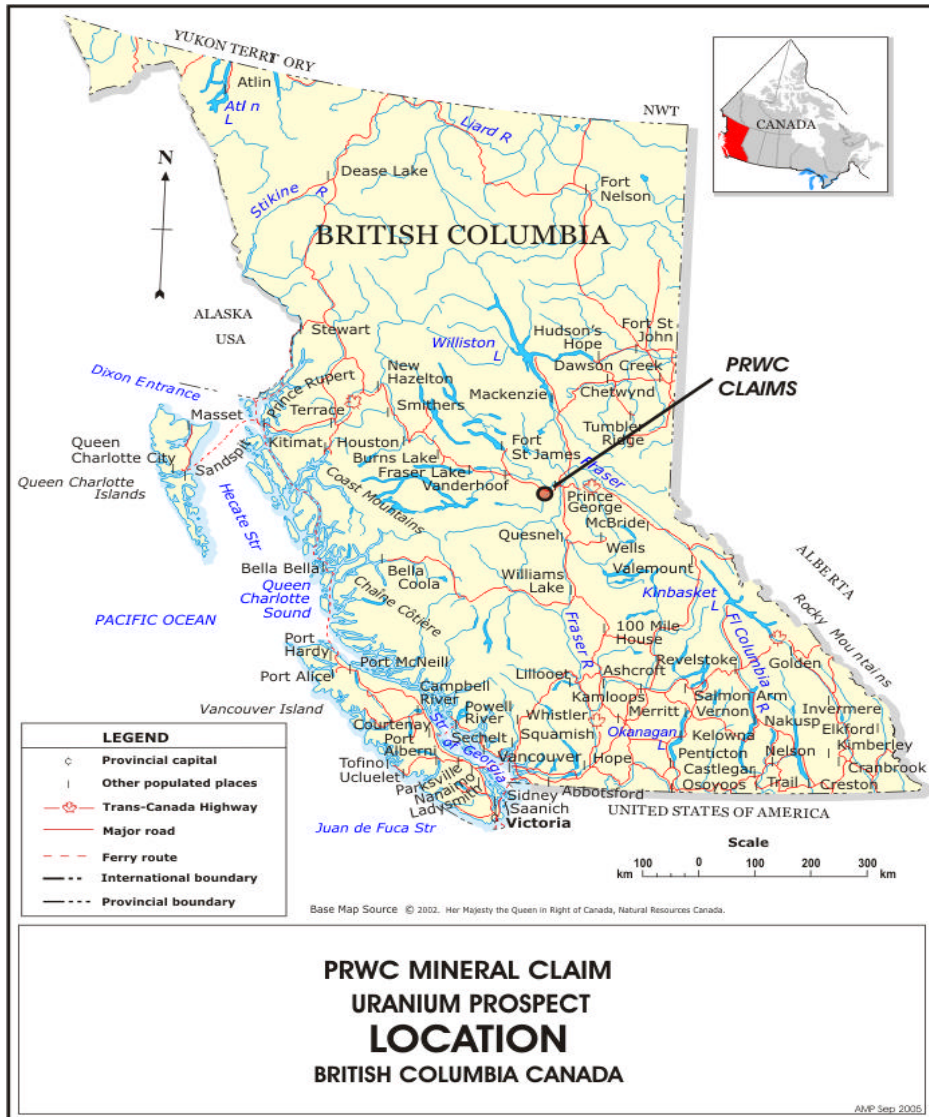 YUKON TERRITORY
NWT
CANADA
Atlin
Atl n
L
Liard R
N
Dease Lake
Stikine R
Fort
Nelson
BRITISH COLUMBIA
ALASKA
USA
Stewart
Williston
L
Hudson's
Hope
Fort St
John
Dawson Creek
PRWC
CLAIMS
Dixon Entrance
Prince Rupert
New
Hazelton
Mackenzie
Chetwynd
Masset
Terrace
Smithers
Tumbler
Ridge
Queen
Charlotte City
Sandspit
Kitimat
Houston
Burns Lake
Fort
St James
Fraser
Queen Charlotte
Islands
Fraser Lake
Vanderhoof
Coast Mountains
Prince
George
Hecate Str
McBride
Quesnel
Wells
Bella Bella
Bella
Coola
Williams
Lake
Valemount
ALBERTA
Queen
Charlotte
Sound
Chaîne Côtière
Kinbasket
L
Rocky Mountains
PACIFIC OCEAN
Fraser R
100 Mile
House
Fl Columbia R
Port
Hardy
Port McNeill
Port Alice
Lillooet
Ashcroft
Revelstoke
Golden
Vancouver Island
Campbell
River
Powell
River
Kamloops
Salmon Arm
Whistler
Merritt
Vernon
Invermere
Courtenay
Str of Georgia
Sechelt
Squamish
Okanagan
L
Kelowna
Nakusp
Elkford
Port
Alberni
Penticton
Nelson
Kimberley
Tofino
Vancouver
Hope
Castlegar
Cranbrook
Ucluelet
Parksville
Nanaimo
Ladysmith
Osoyoos
Trail
Creston
Sidney
Abbotsford
Saanich
Victoria
UNITED STATES OF AMERICA
Juan de Fuca Str
LEGEND
Provincial capital
Other populated places
Trans-Canada Highway
Major road
Ferry route
International boundary
Provincial boundary
Scale
100 0 100 200 300
km km
Base Map Source © 2002. Her Majesty the Queen in Right of Canada, Natural Resources Canada.
PRWC MINERAL CLAIM
URANIUM PROSPECT
LOCATION
BRITISH COLUMBIA CANADA
AMP Sep 2005